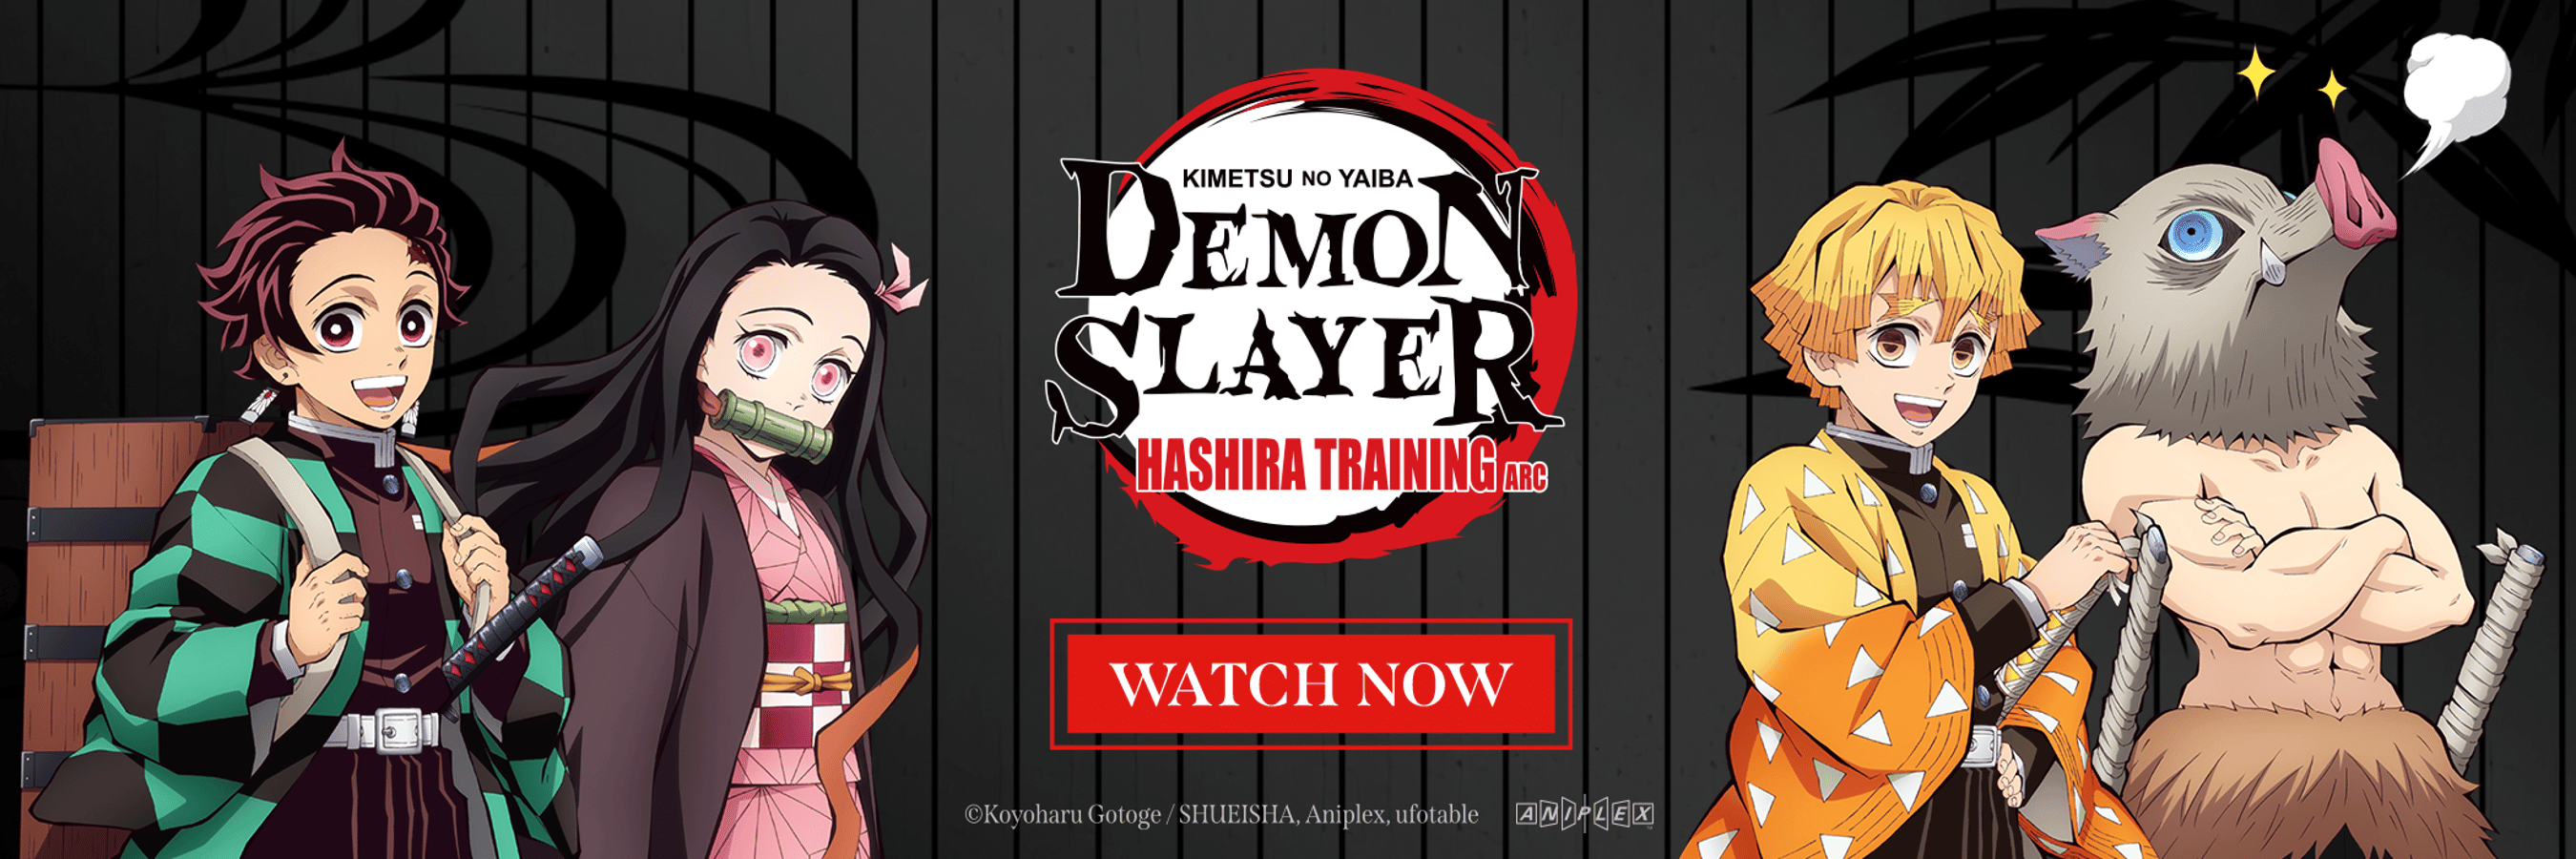 KIMETSU NO YAIBA
DEMON
SLAYER
HASHIRA TRAINING ARC
WATCH NOW
©Koyoharu Gotoge / SHUEISHA, Aniplex, ufotable
ANIPLEX